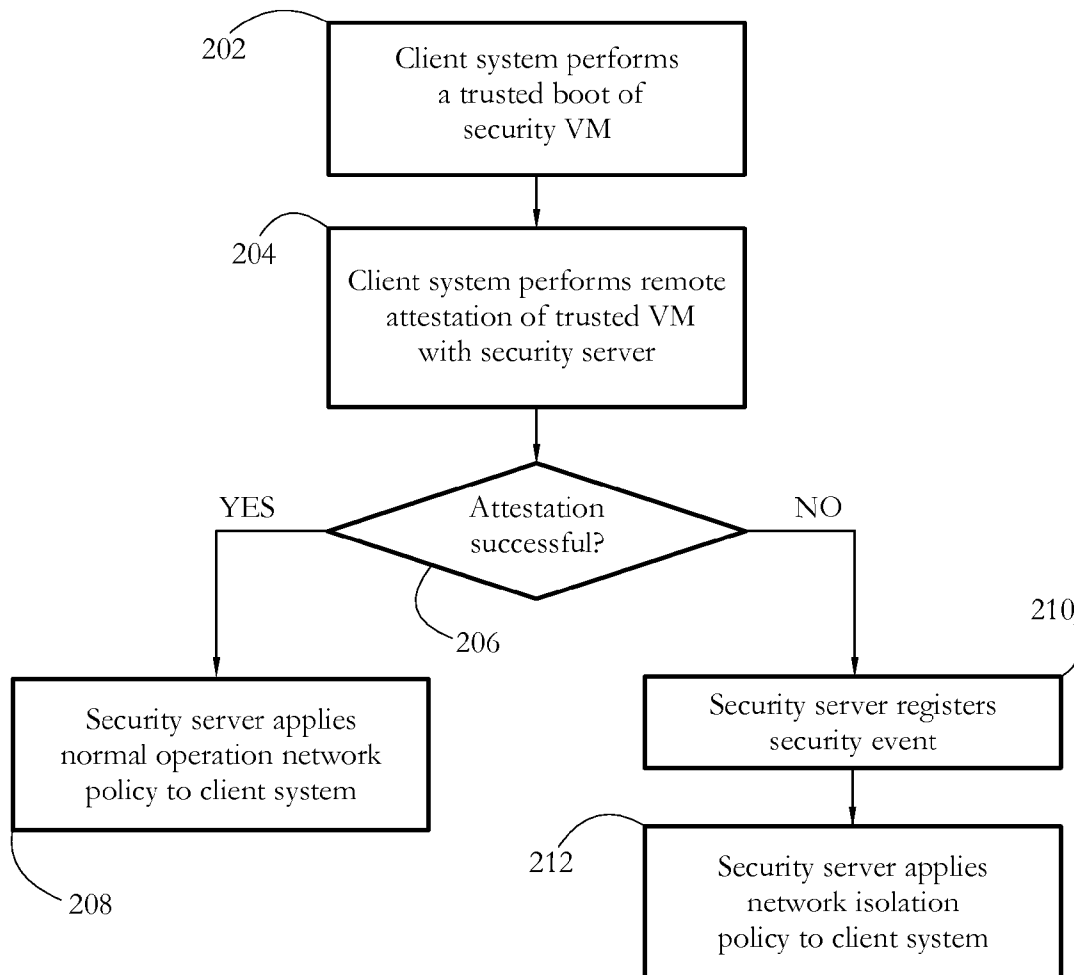 202
Client system performs
a trusted boot of
security VM
204
Client system performs remote
attestation of trusted VM
with security server
YES
Attestation
successful?
NO
206
210
Security server applies
normal operation network
policy to client system
Security server registers
security event
208
212
Security server applies
network isolation
policy to client system